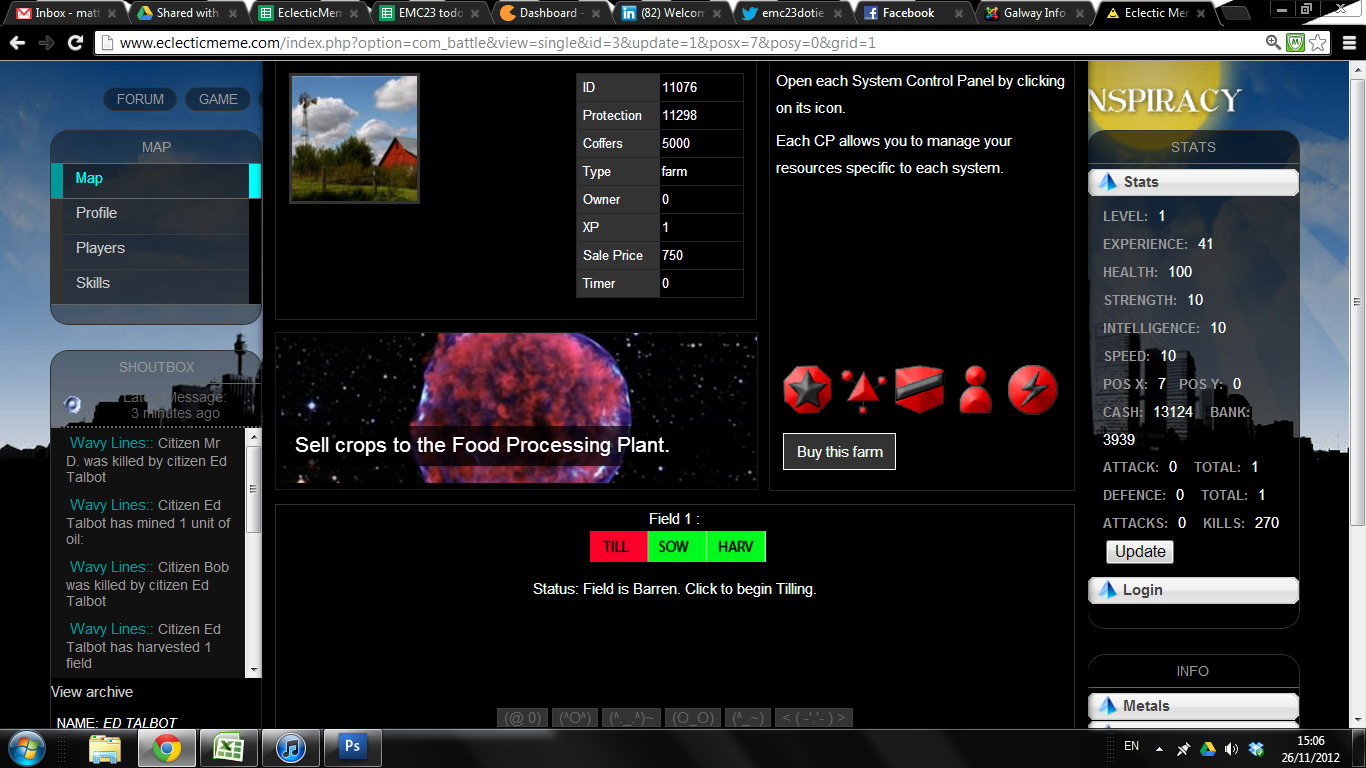 Inbox - mat
Shared with
EclecticMem
EMC23 todo
Dashboard -
(82) Welcom
emc23dotie
Facebook
Galway Info
Eclectic Mer
www.eclecticmeme.com/index.php?option=com_battle&view=single&id=3&update=1&posx=7&posy=0&grid=1
FORUM GAME
MAP
Map
Profile
Players
Skills
SHOUTBOX
Latest Message:
3 minutes ago
Wavy Lines:: Citizen Mr
D. was killed by citizen Ed
Talbot
Wavy Lines:: Citizen Ed
Talbot has mined 1 unit of
oil:
Wavy Lines:: Citizen Bob
was killed by citizen Ed
Talbot
Wavy Lines:: Citizen Ed
Talbot has harvested 1
field
View archive
NAME: ED TALBOT
ID 11076
Protection 11298
Coffers 5000
Type farm
Owner 0
XP 1
Sale Price 750
Timer 0
Sell crops to the Food Processing Plant.
Open each System Control Panel by clicking
on its icon.
Each CP allows you to manage your
resources specific to each system.
Buy this farm
Field 1 :
TILL SOW HARV
Status: Field is Barren. Click to begin Tilling.
(@ 0) (^O^) (^_^)~ (O_O) (^_~) < ( -'.'- ) >
NSPIRACY
STATS
Stats
LEVEL: 1
EXPERIENCE: 41
HEALTH: 100
STRENGTH: 10
INTELLIGENCE: 10
SPEED: 10
POS X: 7 POS Y: 0
CASH: 13124 BANK:
3939
ATTACK: 0 TOTAL: 1
DEFENCE: 0 TOTAL: 1
ATTACKS: 0 KILLS: 270
Update
Login
INFO
Metals
Ps
EN
15:06
26/11/2012